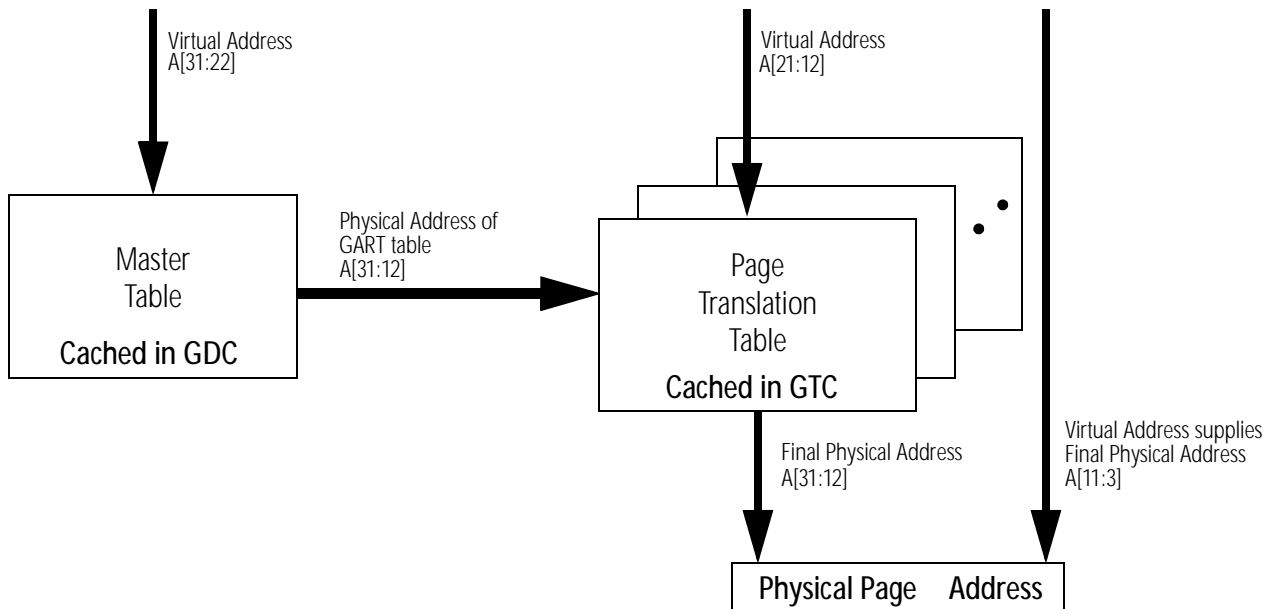 Virtual Address
A[31:22]
Virtual Address
A[21:12]
Master
Table
Cached in GDC
Physical Address of
GART table
A[31:12]
Page
Translation
Table
Cached in GTC
Final Physical Address
A[31:12]
Virtual Address supplies
Final Physical Address
A[11:3]
Physical Page Address